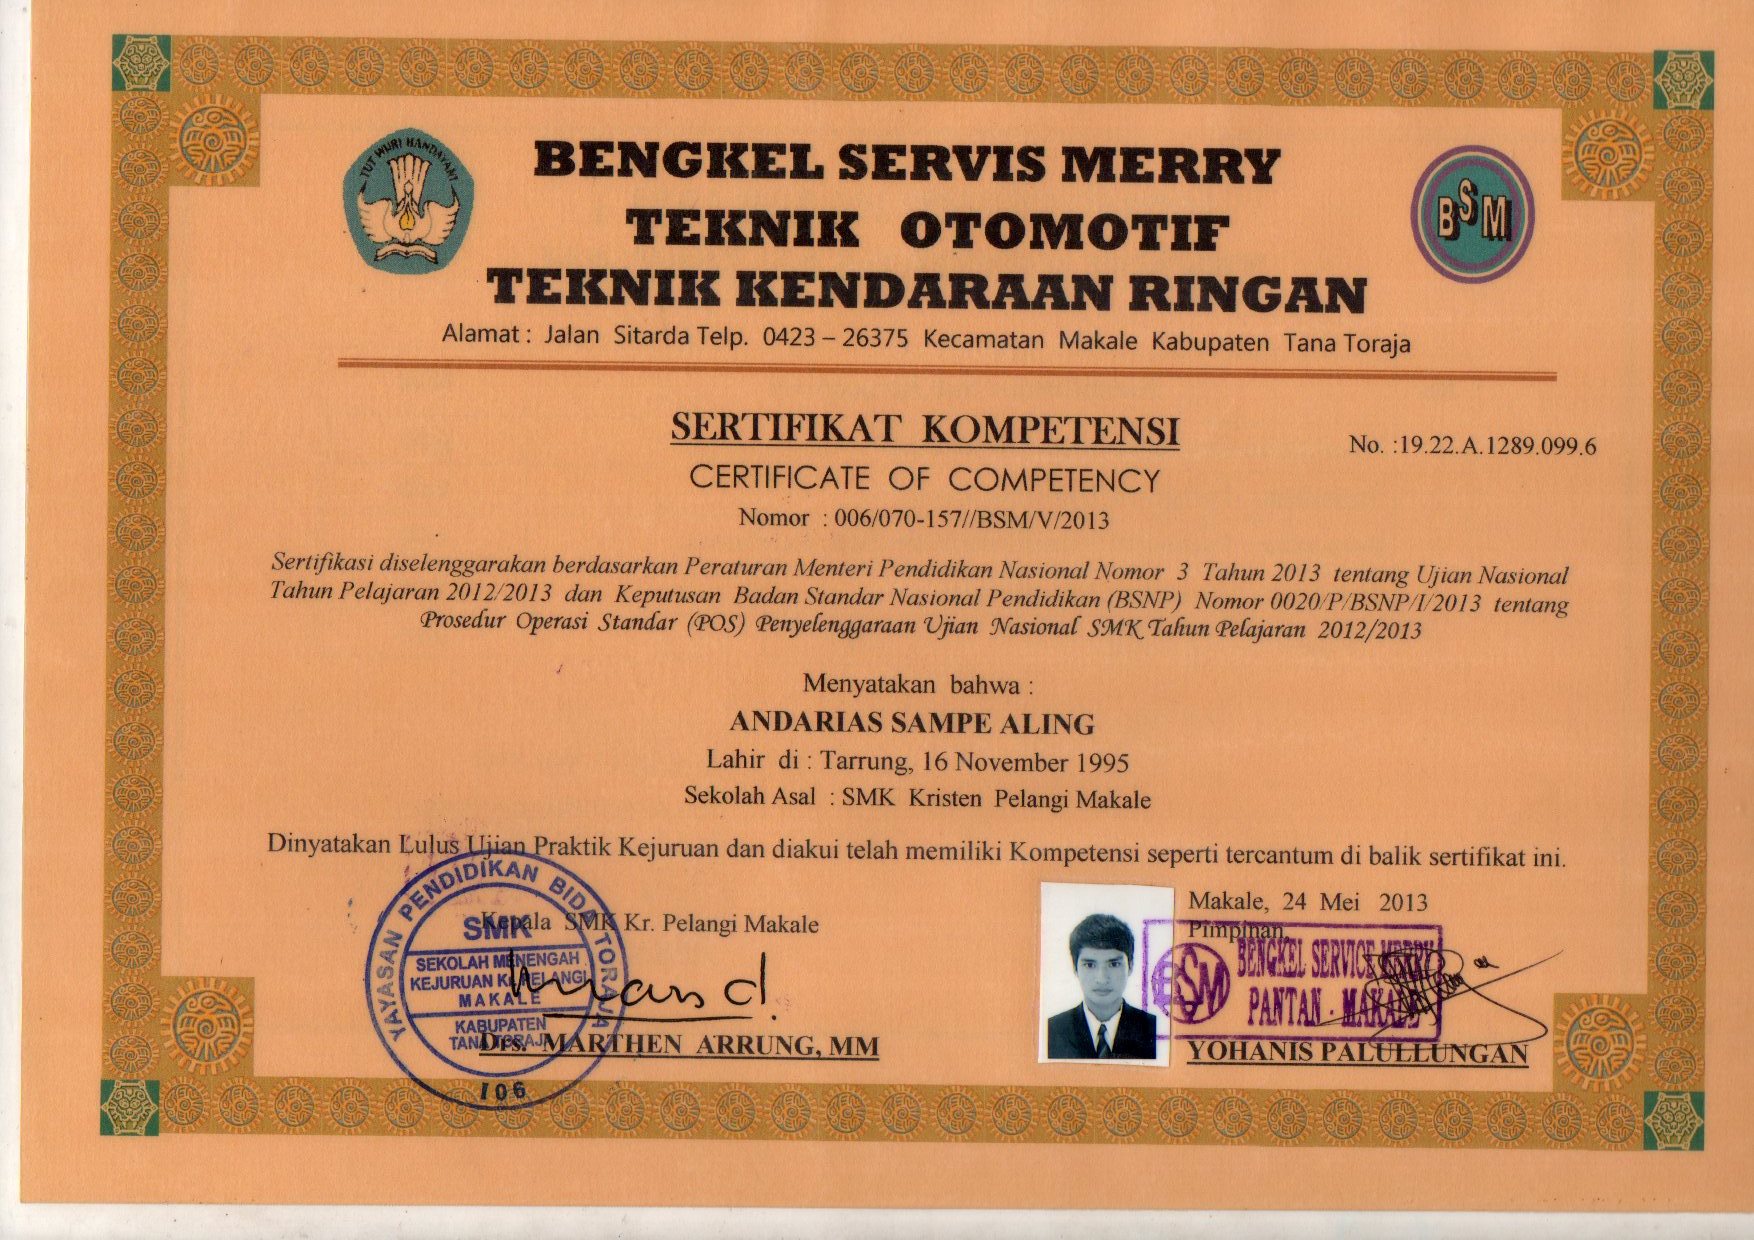 TUT WURI HANDAYANI
BENGKEL SERVIS MERRY
TEKNIK OTOMOTIF
TEKNIK KENDARAAN RINGAN
BSM
Alamat : Jalan Sitarda Telp. 0423 – 26375 Kecamatan Makale Kabupaten Tana Toraja
SERTIFIKAT KOMPETENSI
No. :19.22.A.1289.099.6
CERTIFICATE OF COMPETENCY
Nomor : 006/070-157//BSM/V/2013
Sertifikasi diselenggarakan berdasarkan Peraturan Menteri Pendidikan Nasional Nomor 3 Tahun 2013 tentang Ujian Nasional
Tahun Pelajaran 2012/2013 dan Keputusan Badan Standar Nasional Pendidikan (BSNP) Nomor 0020/P/BSNP/I/2013 tentang
Prosedur Operasi Standar (POS) Penyelenggaraan Ujian Nasional SMK Tahun Pelajaran 2012/2013
Menyatakan bahwa :
ANDARIAS SAMPE ALING
Lahir di : Tarrung, 16 November 1995
Sekolah Asal : SMK Kristen Pelangi Makale
Dinyatakan Lulus Ujian Praktik Kejuruan dan diakui telah memiliki Kompetensi seperti tercantum di balik sertifikat ini.
Kepala SMK Kr. Pelangi Makale
YAYASAN PENDIDIKAN BIDA TORAJA
SMK
SEKOLAH MENENGAH
KEJURUAN KR. PELANGI
MAKALE
KABUPATEN
TANA TORAJA
106
Drs. MARTHEN ARRUNG, MM
Makale, 24 Mei 2013
Pimpinan,
BSM
BENGKEL SERVICE MERRY
PANTAN - MAKALE
YOHANIS PALULLUNGAN